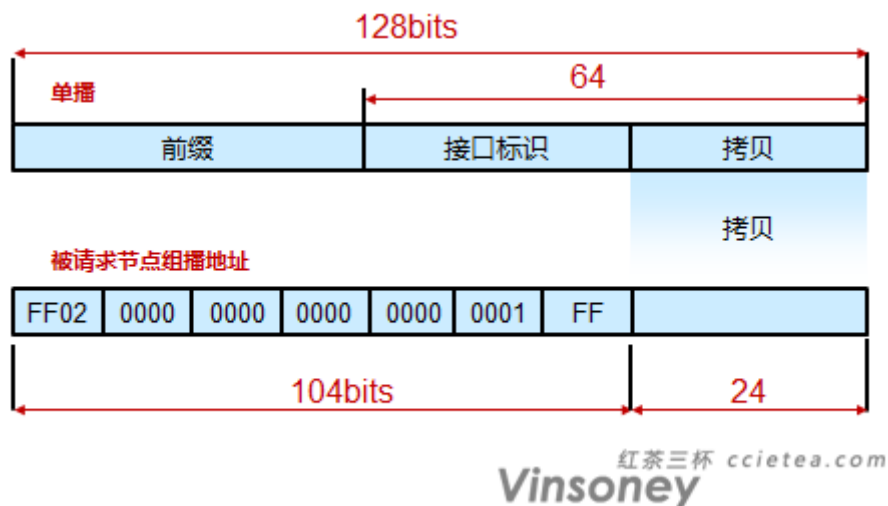 128bits
单播
64
前缀 接口标识 拷贝
拷贝
被请求节点组播地址
FF02 0000 0000 0000 0000 0001 FF
104bits 24
红茶三杯 ccietea.com
Vinsoney